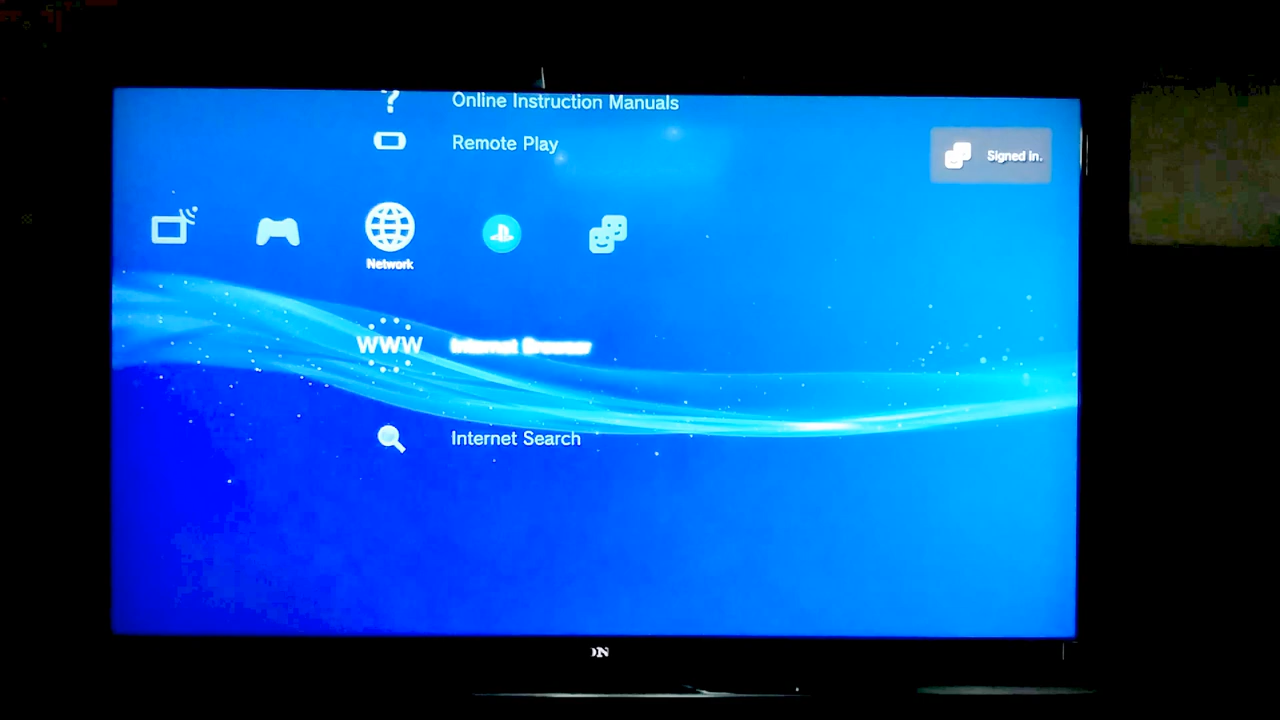 Online Instruction Manuals
Remote Play
Signed in.
Network
www
Internet Browser
Internet Search